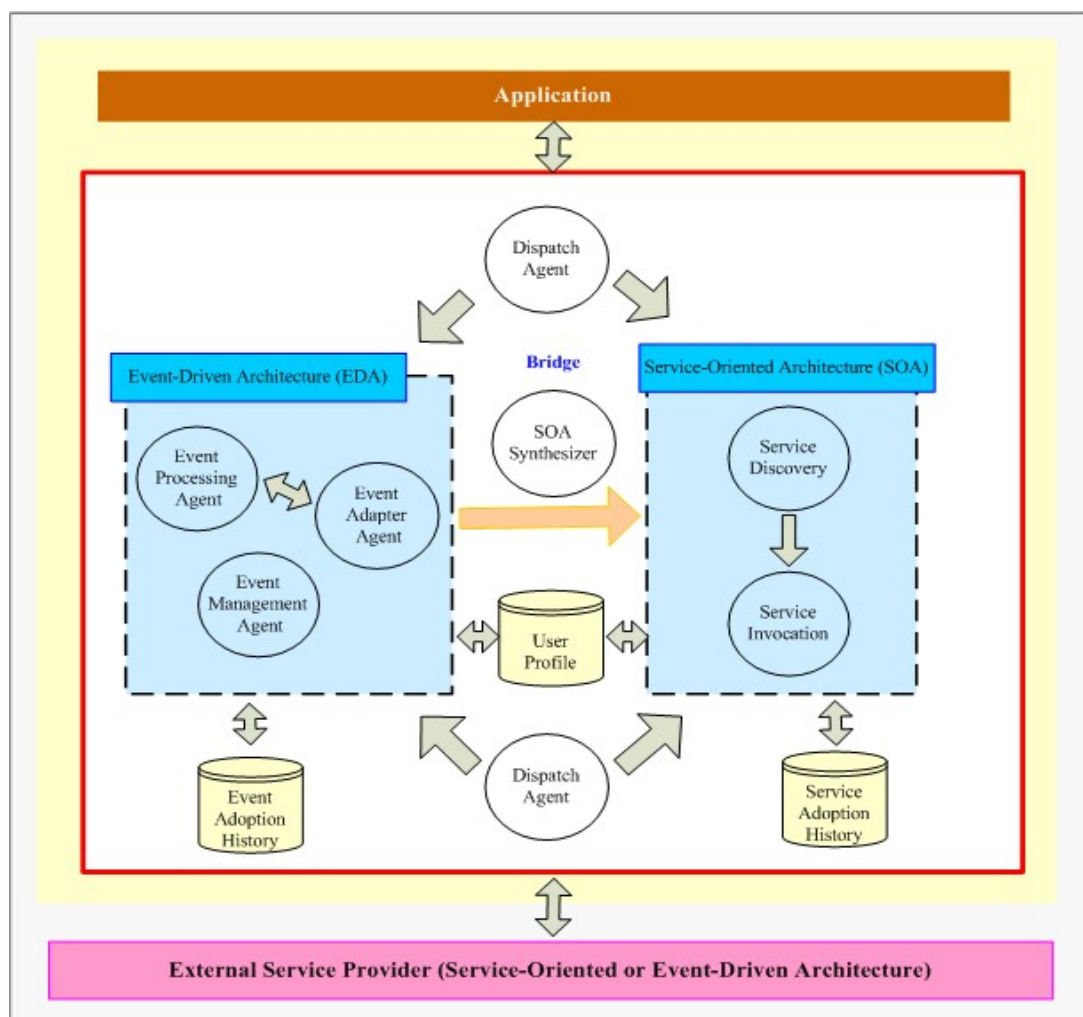 Application
Dispatch
Agent
Bridge
Event-Driven Architecture (EDA)
Service-Oriented Architecture (SOA)
SOA
Synthesizer
Event
Processing
Agent
Event
Adapter
Agent
Event
Management
Agent
Service
Discovery
Service
Invocation
User
Profile
Dispatch
Agent
Event
Adoption
History
Service
Adoption
History
External Service Provider (Service-Oriented or Event-Driven Architecture)